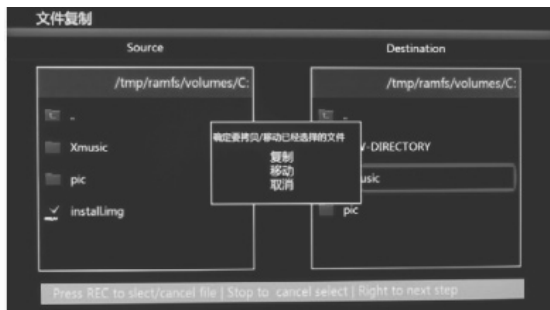 文件复制
Source
Destination
/tmp/ramfs/volumes/C:
/tmp/ramfs/volumes/C:
Xmusic
pic
install.img
确定要拷贝/移动已经选择的文件
复制
移动
取消
-DIRECTORY
usic
pic
Press REC to slect/cancel file | Stop to cancel select | Right to next step